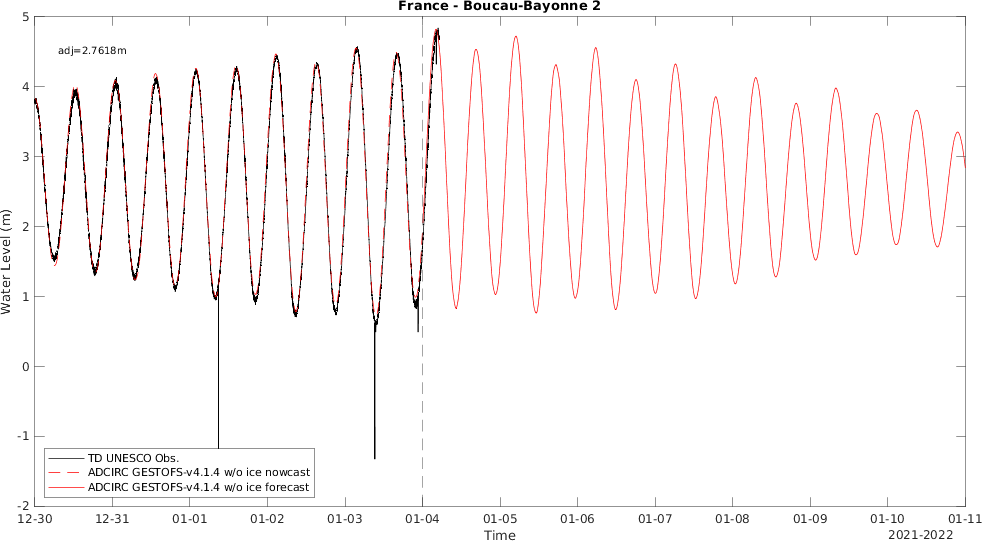 France - Boucau-Bayonne 2
adj=2.7618m
5
4
3
2
1
0
-1
-2
Water Level (m)
TD UNESCO Obs.
ADCIRC GESTOFS-v4.1.4 w/o ice nowcast
ADCIRC GESTOFS-v4.1.4 w/o ice forecast
12-30 12-31 01-01 01-02 01-03 01-04 01-05 01-06 01-07 01-08 01-09 01-10 01-11
Time
2021-2022